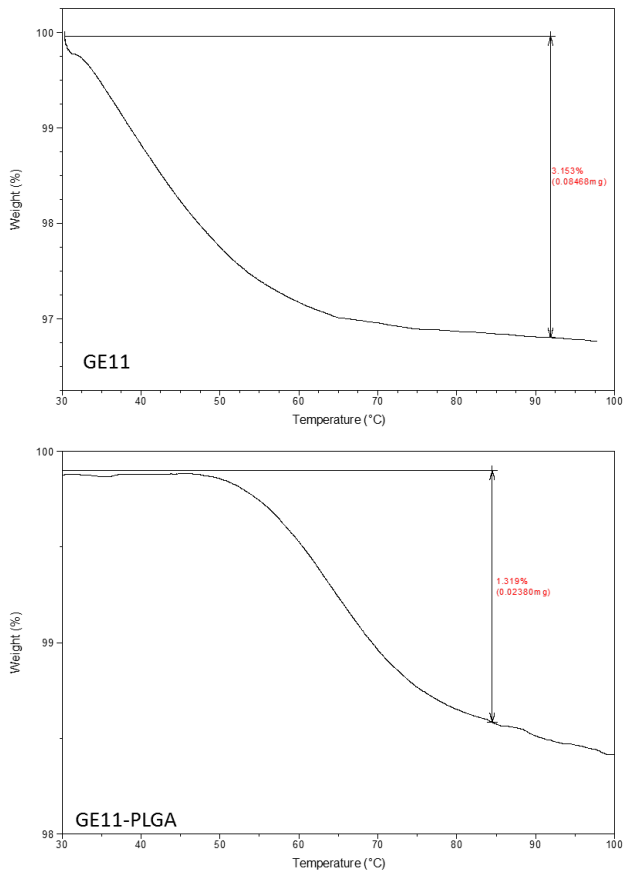 100
99
98
97
Weight (%)
3.153%
(0.08468mg)
GE11
30 40 50 60 70 80 90 100
Temperature (°C)
100
99
98
Weight (%)
1.319%
(0.02380mg)
GE11-PLGA
30 40 50 60 70 80 90 100
Temperature (°C)